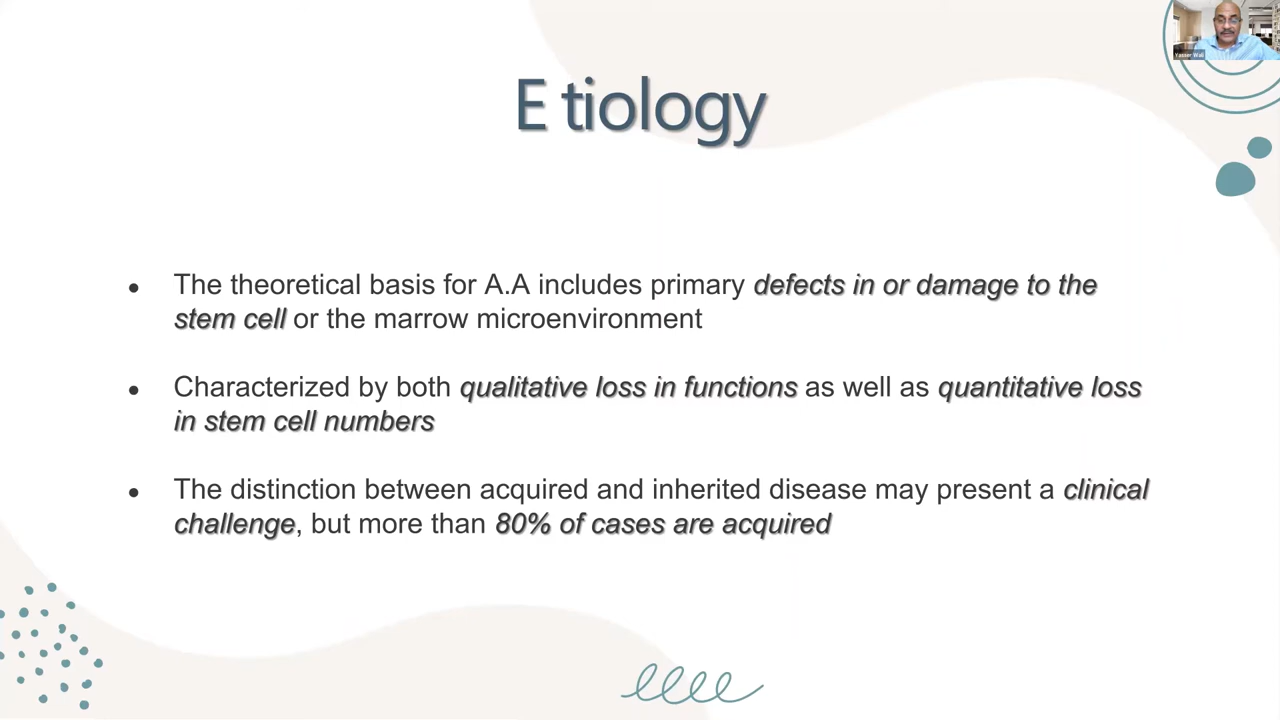 Yasser Wali
E tiology
● The theoretical basis for A.A includes primary defects in or damage to the
stem cell or the marrow microenvironment
● Characterized by both qualitative loss in functions as well as quantitative loss
in stem cell numbers
● The distinction between acquired and inherited disease may present a clinical
challenge, but more than 80% of cases are acquired